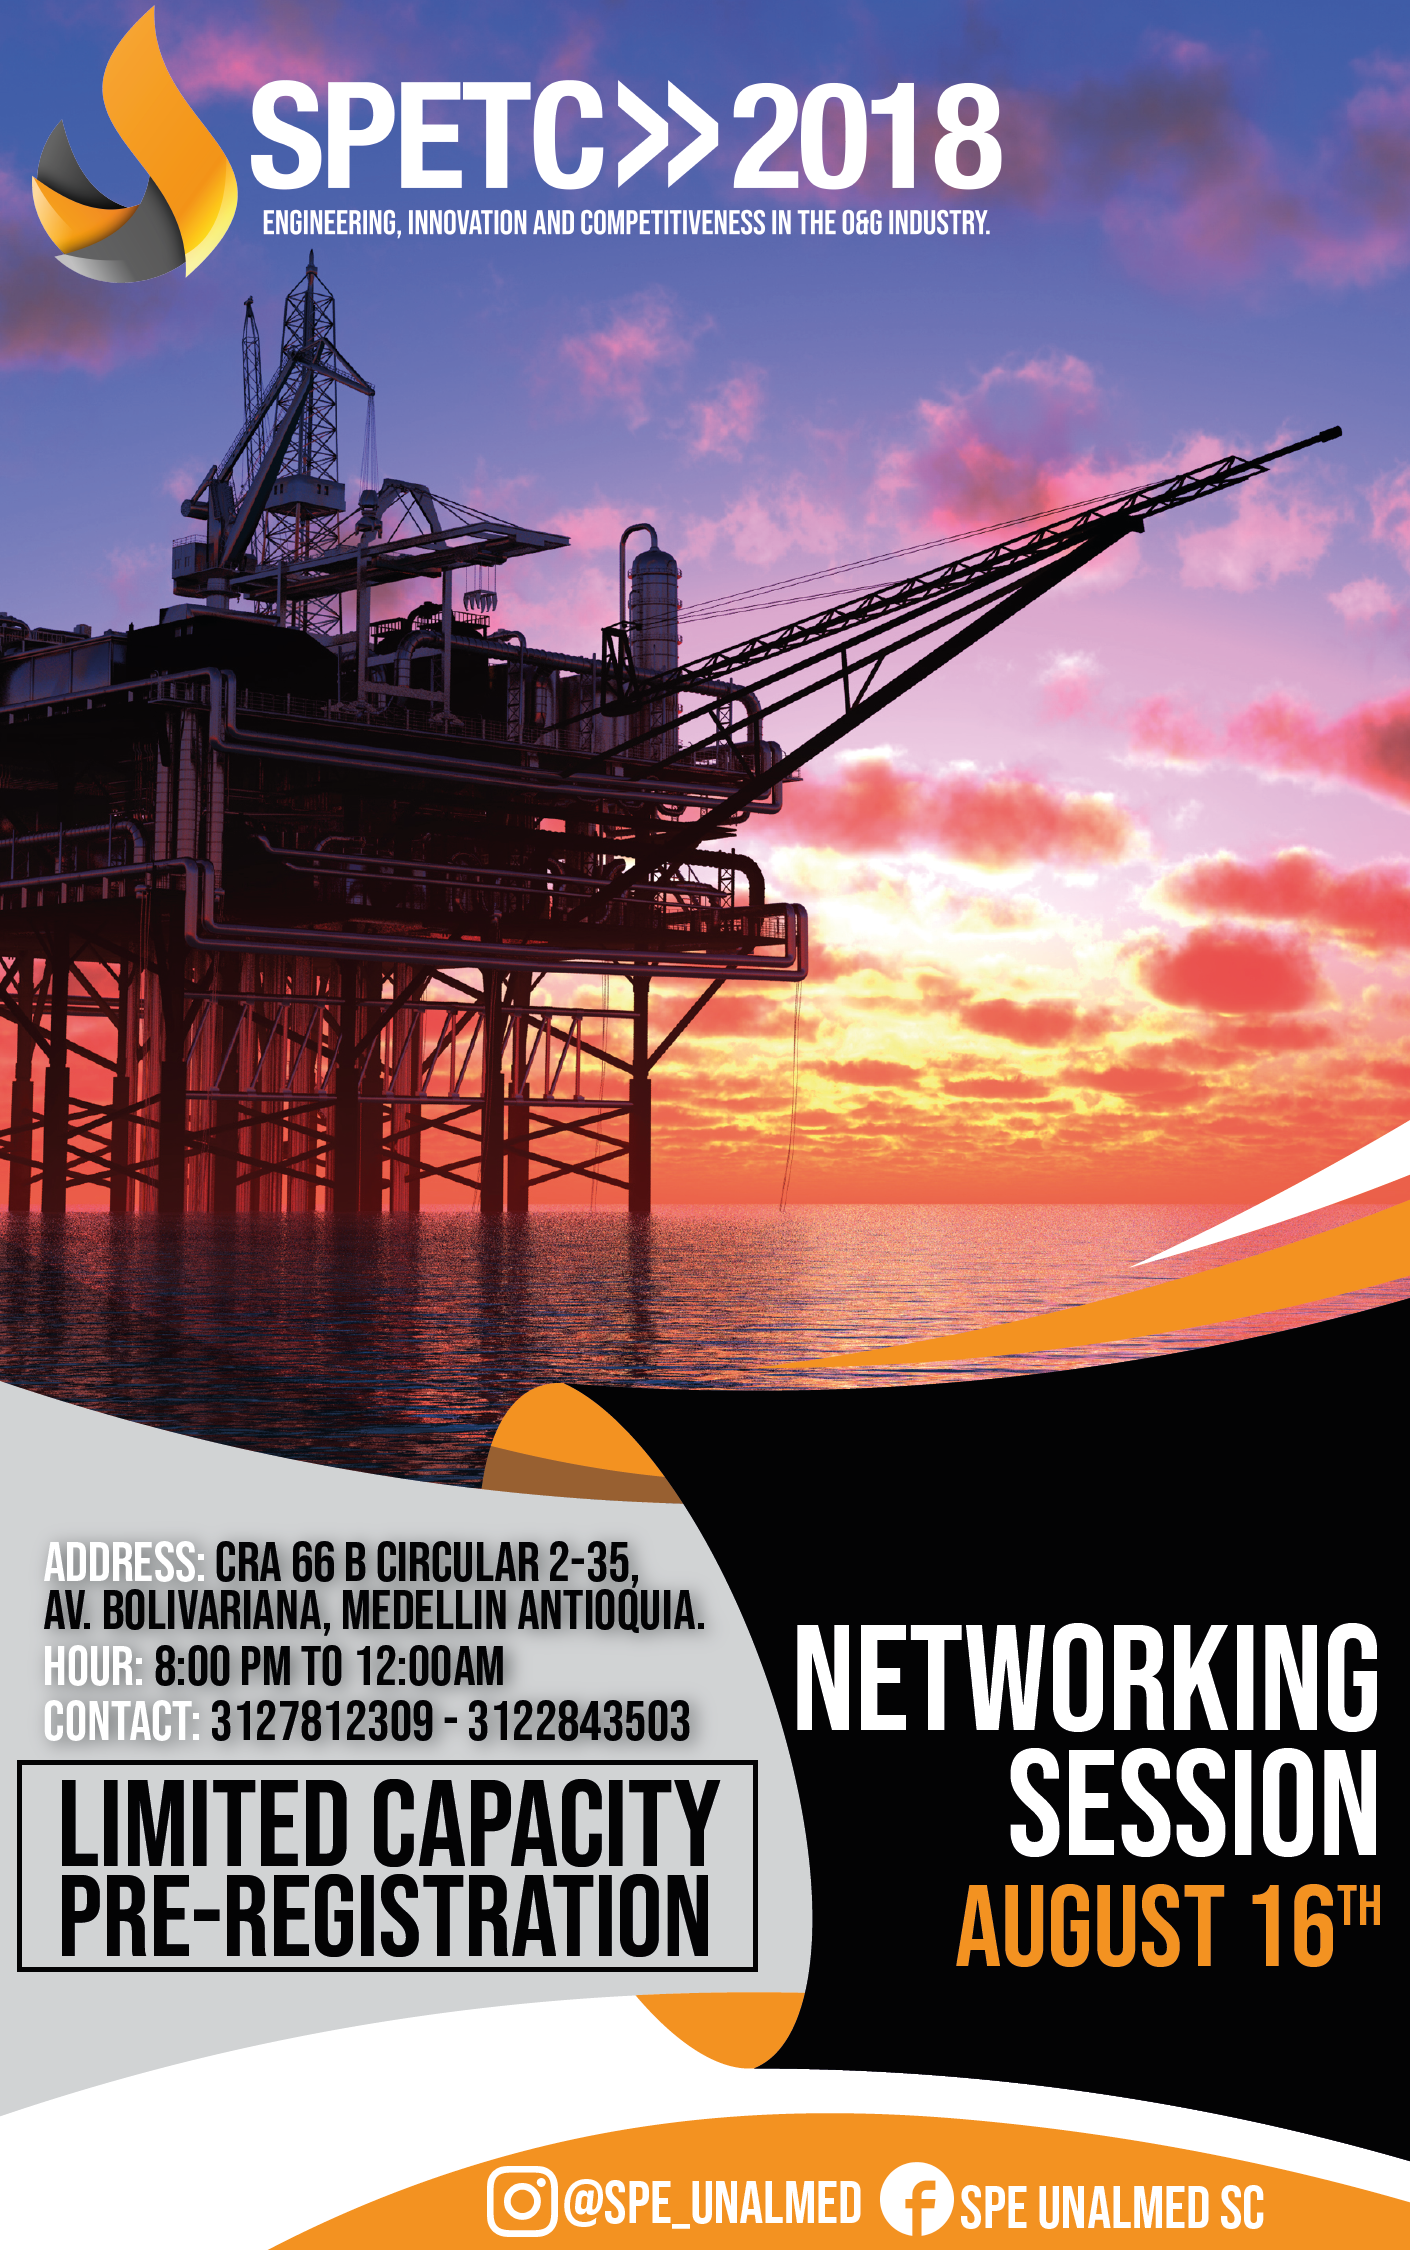 SPETC>>2018
ENGINEERING, INNOVATION AND COMPETITIVENESS IN THE O&G INDUSTRY.
ADDRESS: CRA 66 B CIRCULAR 2-35,
AV. BOLIVARIANA, MEDELLIN ANTIOQUIA.
HOUR: 8:00 PM TO 12:00AM
CONTACT: 3127812309 - 3122843503
LIMITED CAPACITY
PRE-REGISTRATION
NETWORKING
SESSION
AUGUST 16TH
@SPE_UNALMED SPE UNALMED SC